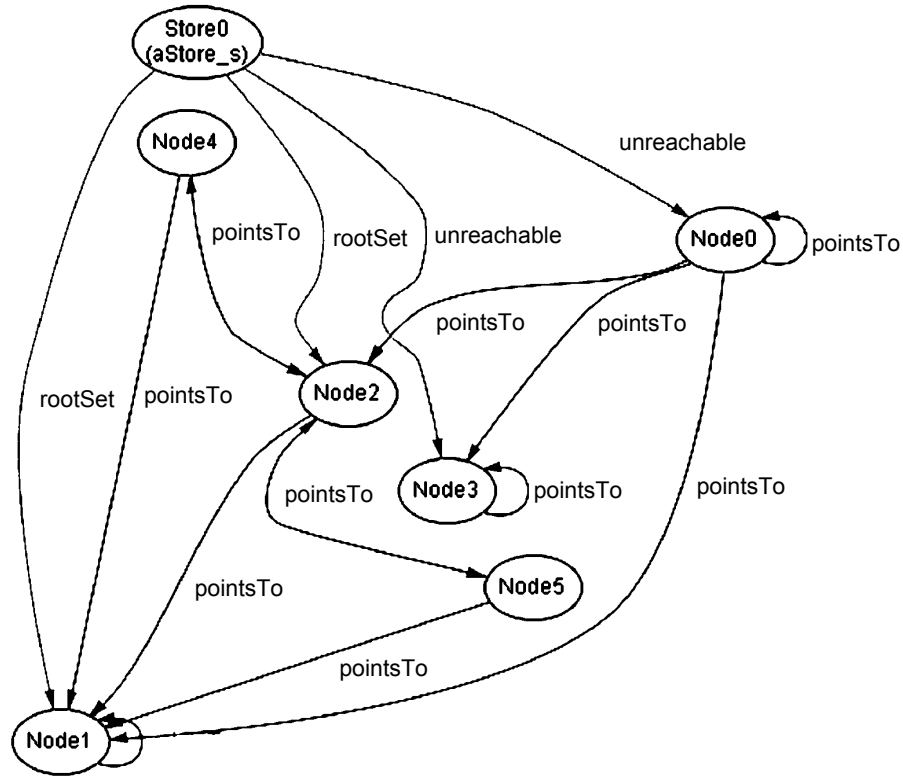 Store0
(aStore_s)
Node4
unreachable
pointsTo
rootSet
unreachable
Node0
pointsTo
pointsTo
pointsTo
Node2
rootSet
pointsTo
pointsTo
Node3
pointsTo
pointsTo
pointsTo
Node5
pointsTo
Node1